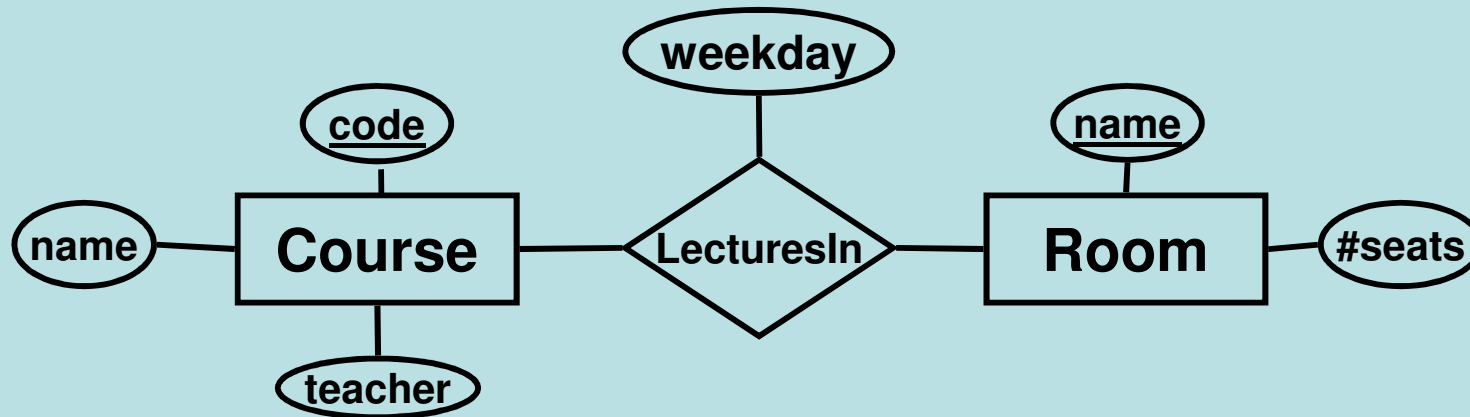 weekday
code
name
name
Course
LecturesIn
Room
#seats
teacher